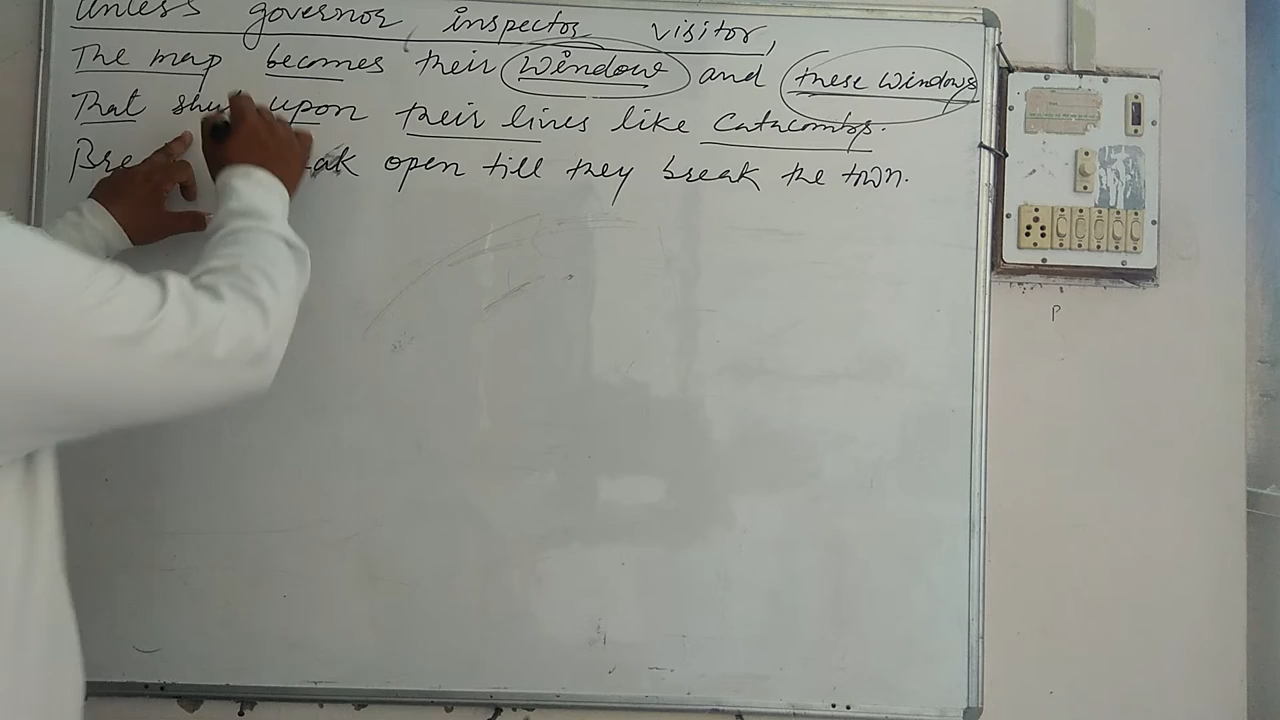 Unless governor inspector visitor,
The map becomes their window and these windows
That upon their lives like Catacombs.
open till they break the town.
P